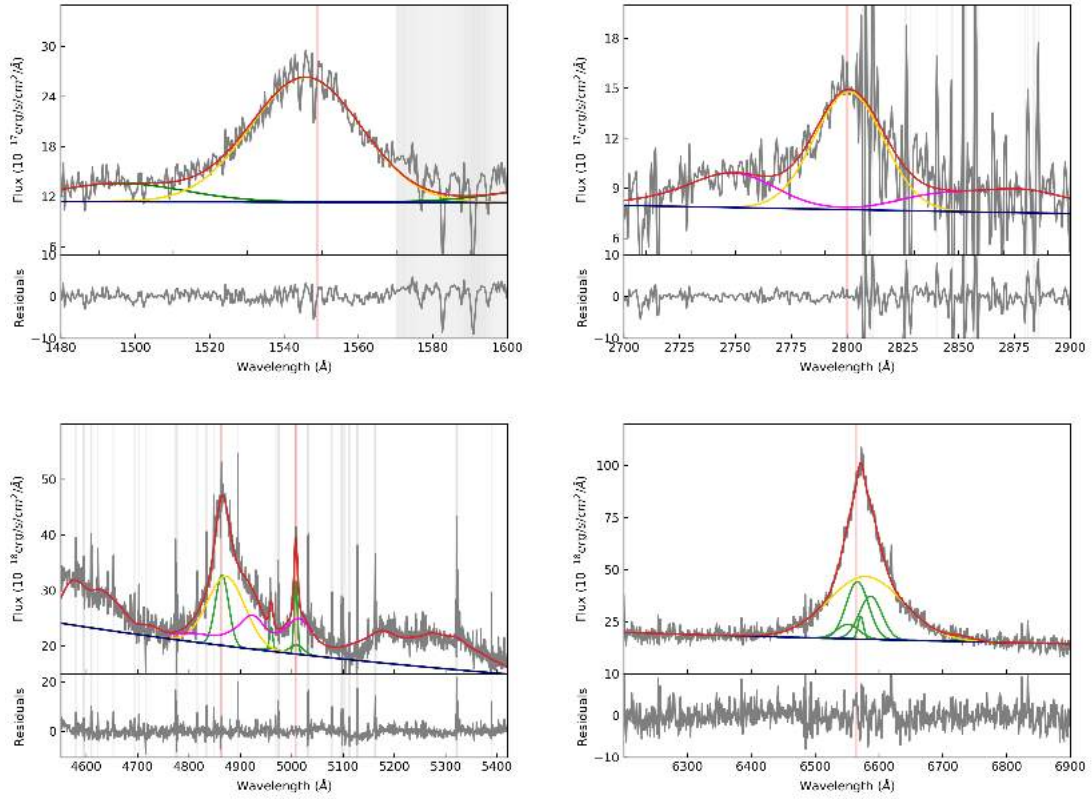 30
24
18
12
6
Flux (10⁻¹⁷erg/s/cm²/Å)
10
0
−10
Residuals
1480 1500 1520 1540 1560 1580 1600
Wavelength (Å)
18
15
12
9
6
Flux (10⁻¹⁷erg/s/cm²/Å)
10
0
−10
Residuals
2700 2725 2750 2775 2800 2825 2850 2875 2900
Wavelength (Å)
50
40
30
20
Flux (10⁻¹⁸erg/s/cm²/Å)
20
0
Residuals
4600 4700 4800 4900 5000 5100 5200 5300 5400
Wavelength (Å)
100
75
50
25
Flux (10⁻¹⁸erg/s/cm²/Å)
10
0
−10
Residuals
6300 6400 6500 6600 6700 6800 6900
Wavelength (Å)